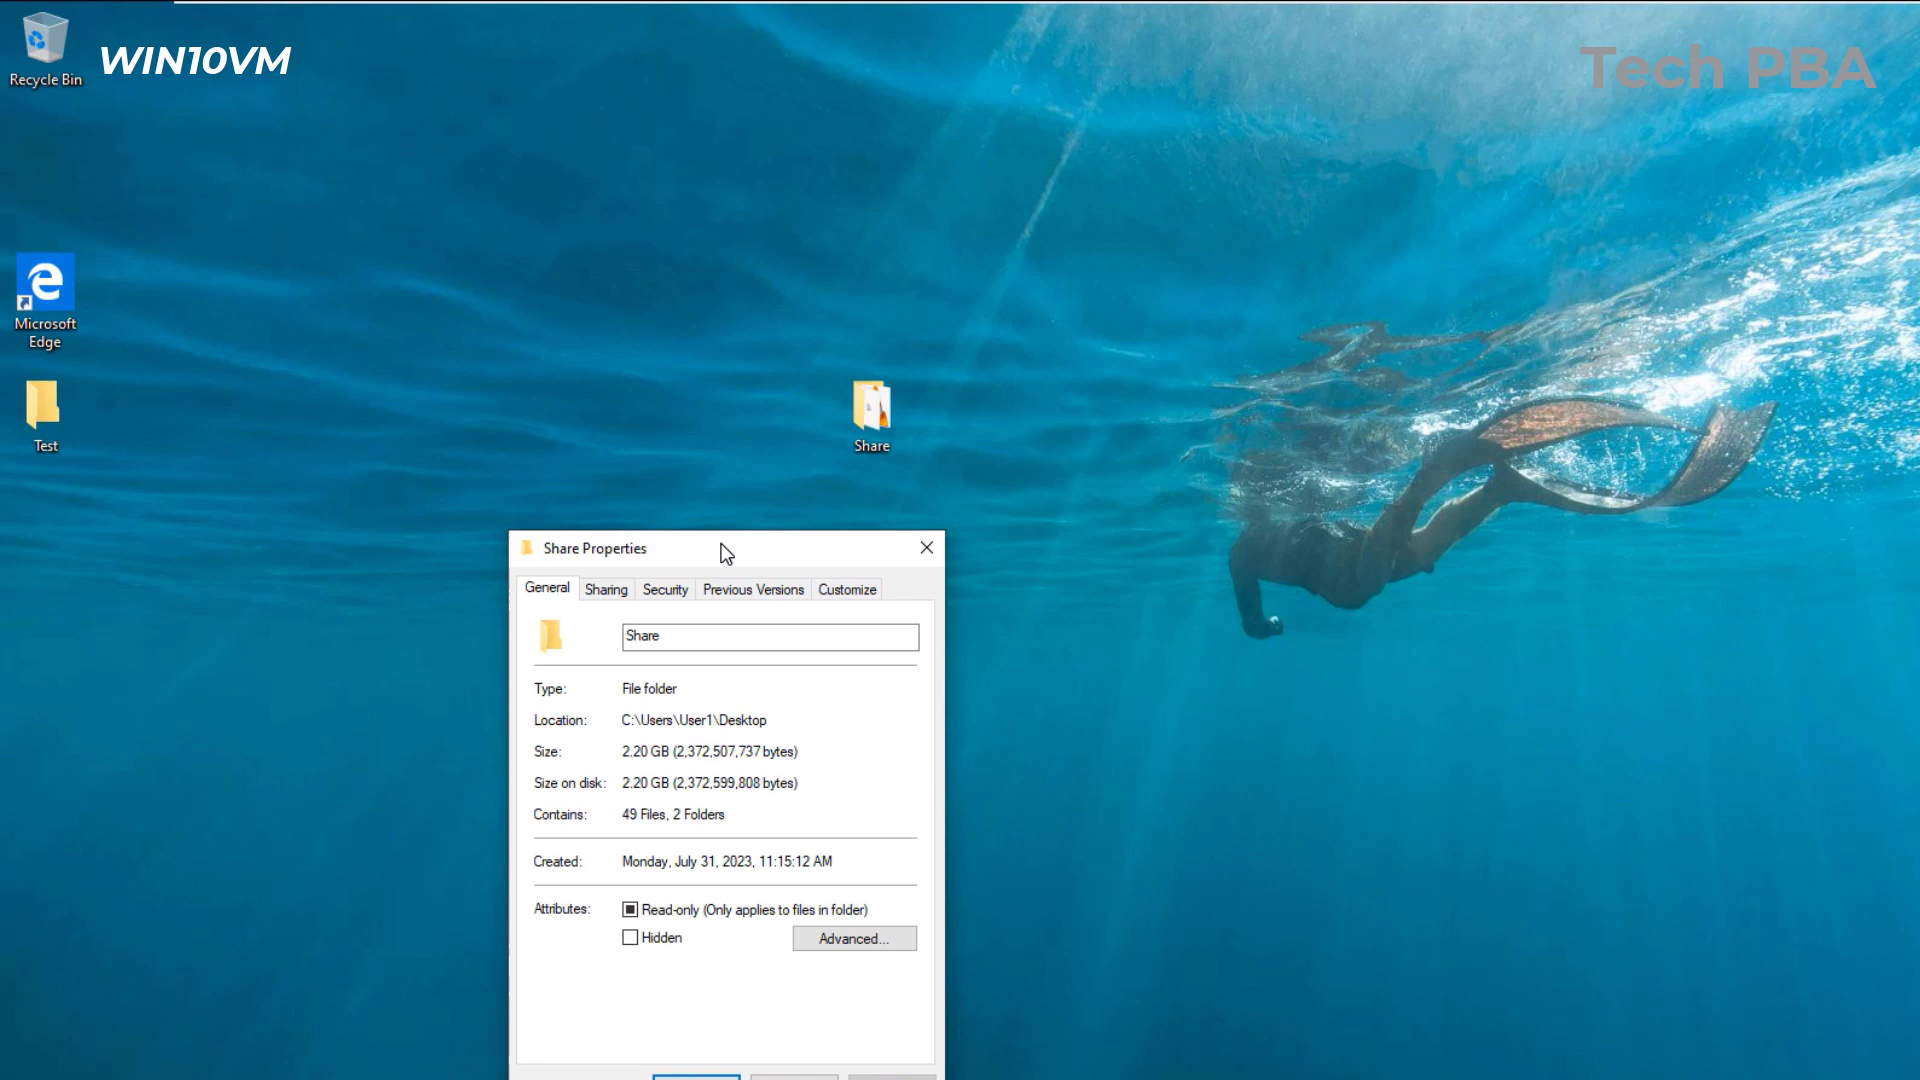 Recycle Bin
WIN10VM
Tech PBA
Microsoft
Edge
Test
Share
Share Properties
General Sharing Security Previous Versions Customize
Share
Type: File folder
Location: C:\Users\User1\Desktop
Size: 2.20 GB (2,372,507,737 bytes)
Size on disk: 2.20 GB (2,372,599,808 bytes)
Contains: 49 Files, 2 Folders
Created: Monday, July 31, 2023, 11:15:12 AM
Attributes: Read-only (Only applies to files in folder)
Hidden Advanced...